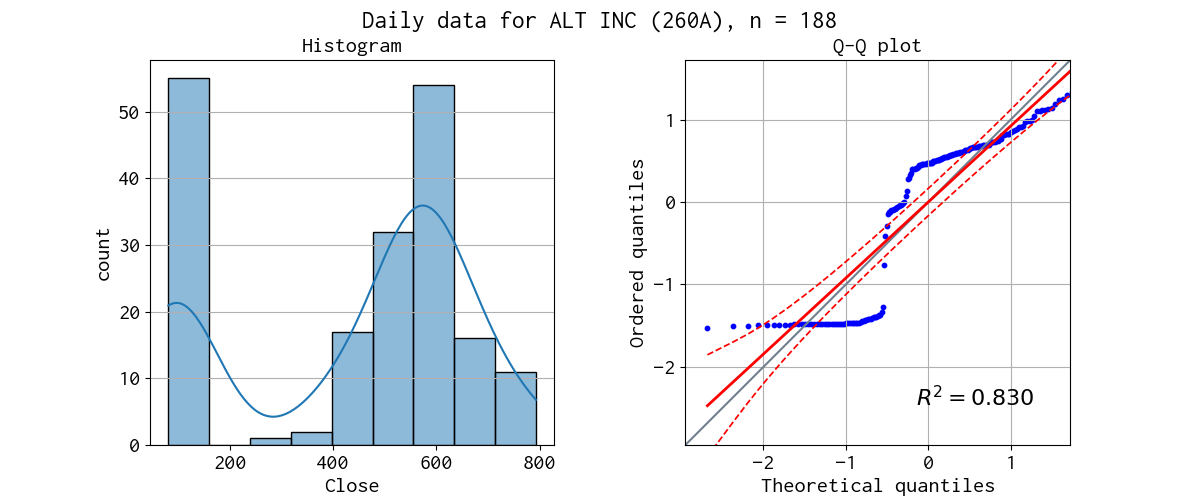 Daily data for ALT INC (260A), n = 188
Histogram
50
40
30
20
10
0
count
200 400 600 800
Close
Q-Q plot
1
0
−1
−2
Ordered quantiles
R² = 0.830
−2 −1 0 1
Theoretical quantiles